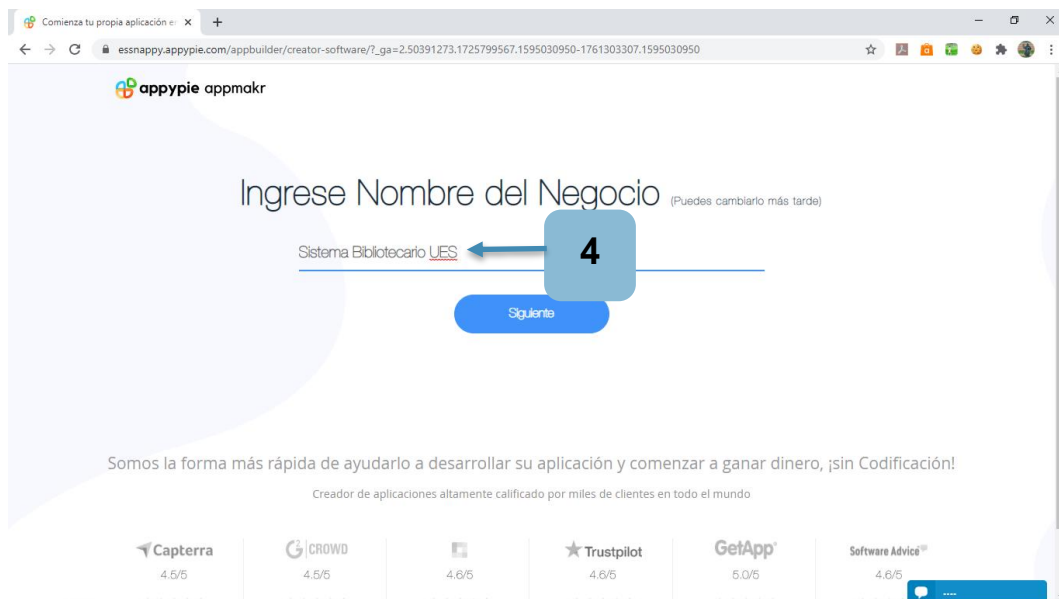 Comienza tu propia aplicación e
essnappy.appypie.com/appbuilder/creator-software/?_ga=2.50391273.1725799567.1595030950-1761303307.1595030950
appypie appmakr
Ingrese Nombre del Negocio (Puedes cambiarlo más tarde)
Sistema Bibliotecario UES
4
Siguiente
Somos la forma más rápida de ayudarlo a desarrollar su aplicación y comenzar a ganar dinero, ¡sin Codificación!
Creador de aplicaciones altamente calificado por miles de clientes en todo el mundo
Capterra G2 CROWD Trustpilot GetApp Software Advice
4.5/5 4.5/5 4.6/5 4.6/5 5.0/5 4.6/5
....